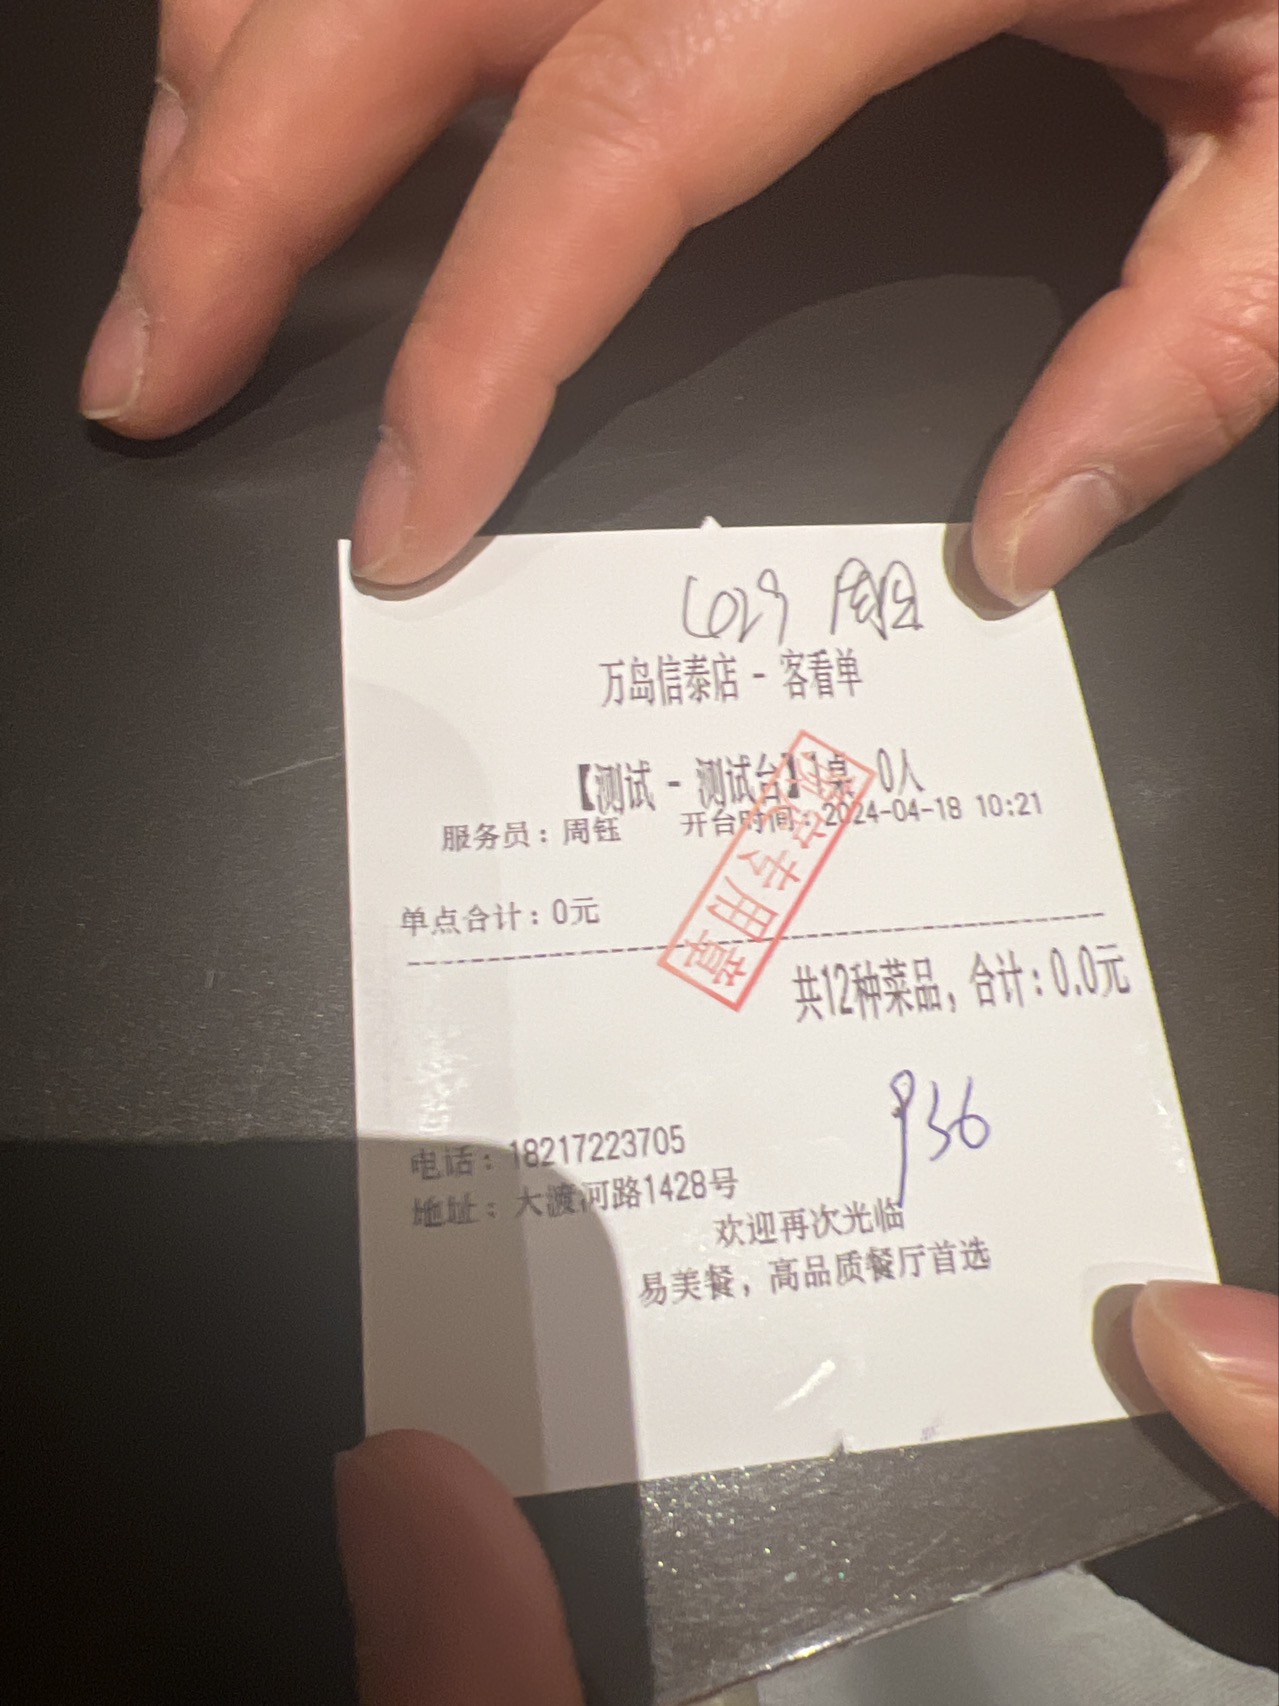 万岛信泰店 - 客看单
【测试 - 测试台】1桌 0人
服务员：周钰 开台时间：2024-04-18 10:21
单点合计：0元
专用章
共12种菜品，合计：0.0元
936
电话：18217223705
地址：大渡河路1428号
欢迎再次光临
易美餐，高品质餐厅首选